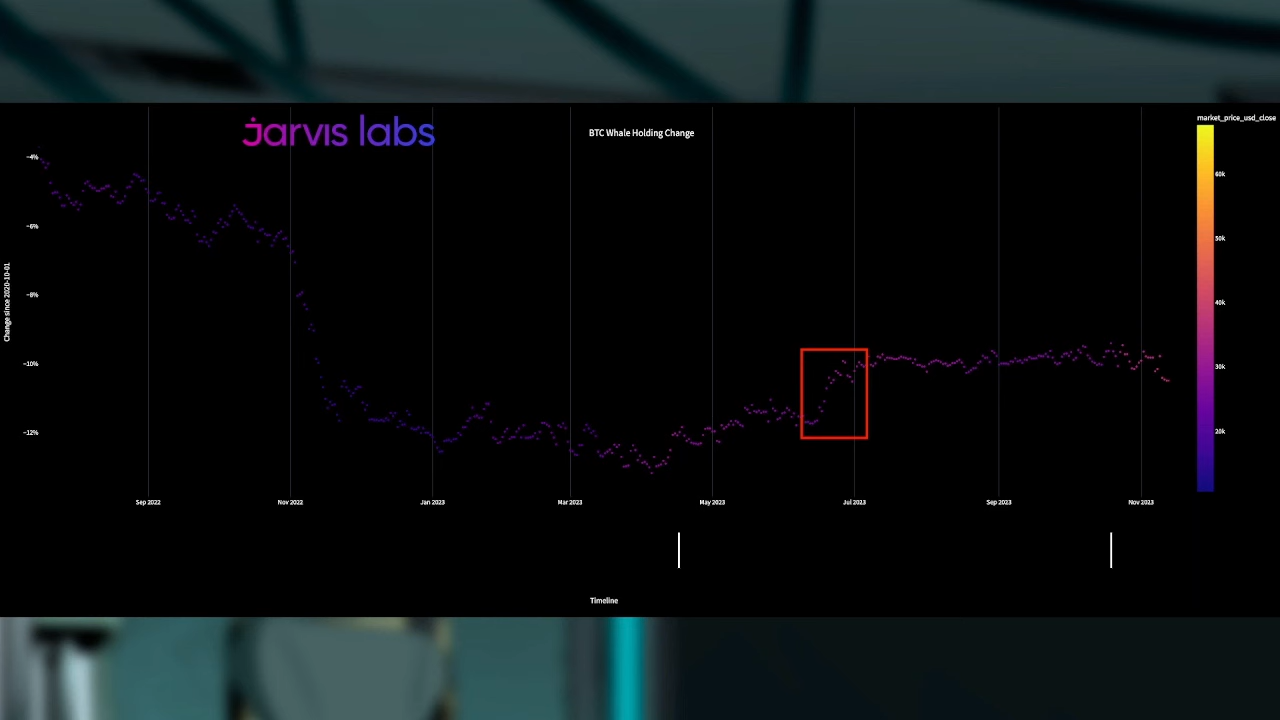 jarvis labs
BTC Whale Holding Change
market_price_usd_close
60k
50k
40k
30k
20k
Change since 2020-10-01
−4%
−6%
−8%
−10%
−12%
Sep 2022
Nov 2022
Jan 2023
Mar 2023
May 2023
Jul 2023
Sep 2023
Nov 2023
Timeline